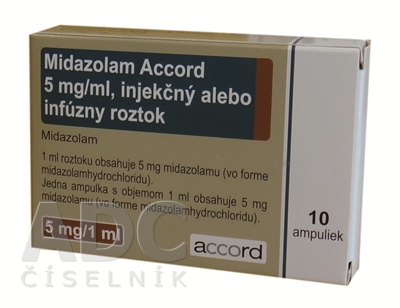 Midazolam Accord
5 mg/ml, injekčný alebo
infúzny roztok
Midazolam
1 ml roztoku obsahuje 5 mg midazolamu (vo forme
midazolamhydrochloridu).
Jedna ampulka s objemom 1 ml obsahuje 5 mg
midazolamu (vo forme midazolamhydrochloridu).
5 mg/1 ml
accord
10
ampuliek
ADC
ČÍSELNÍK